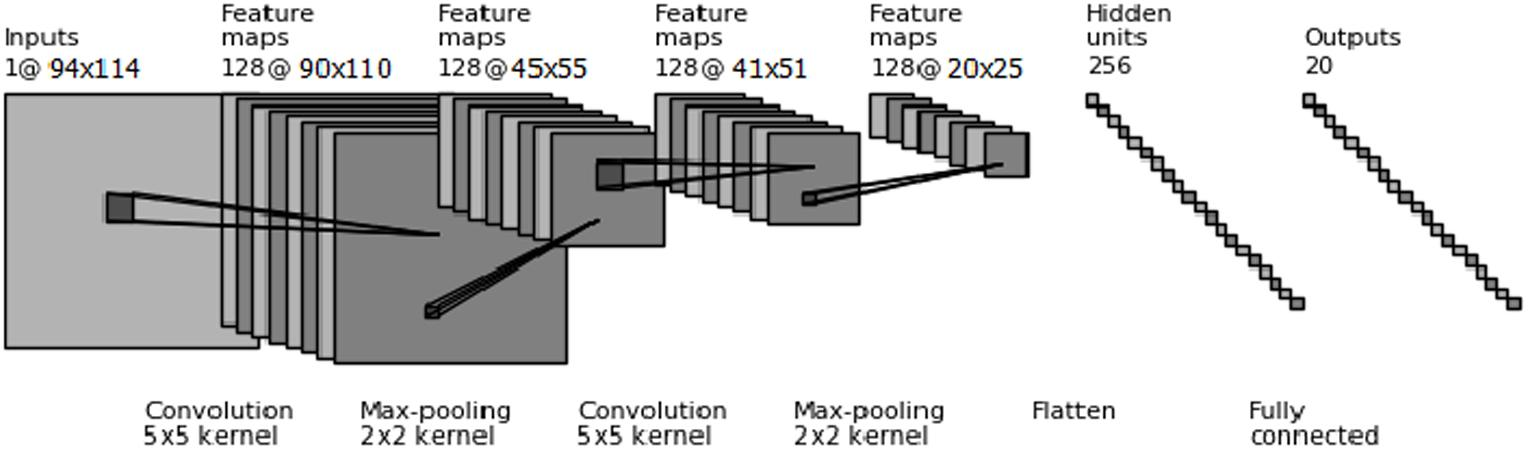 Inputs
1@ 94x114
Feature
maps
128@ 90x110
Feature
maps
128@ 45x55
Feature
maps
128@ 41x51
Feature
maps
128@ 20x25
Hidden
units
256
Outputs
20
Convolution
5x5 kernel
Max-pooling
2x2 kernel
Convolution
5x5 kernel
Max-pooling
2x2 kernel
Flatten
Fully
connected